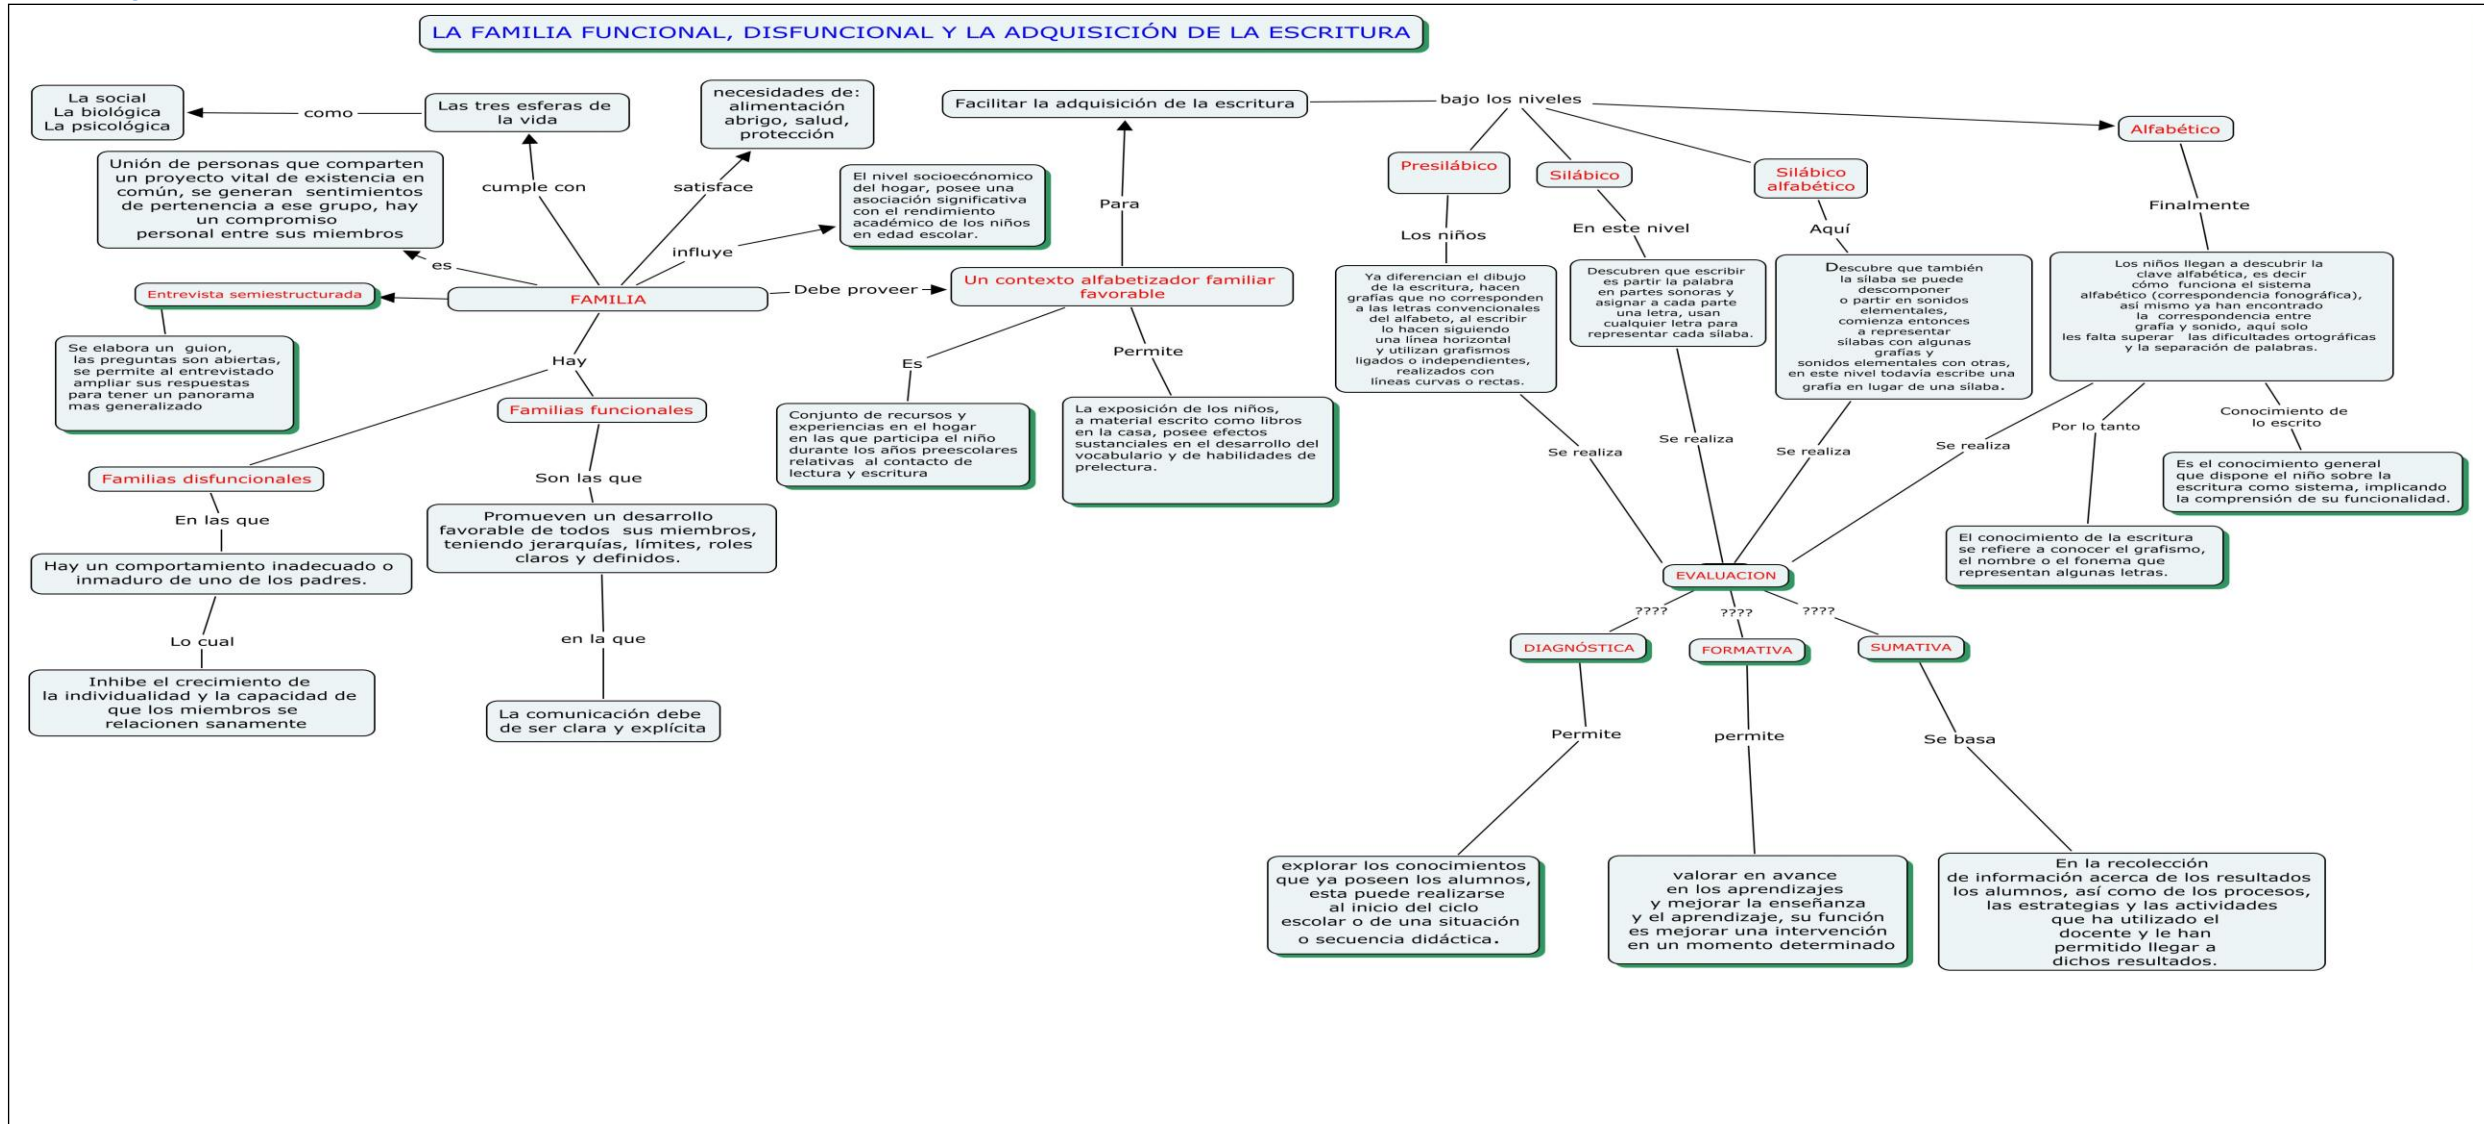 LA FAMILIA FUNCIONAL, DISFUNCIONAL Y LA ADQUISICIÓN DE LA ESCRITURA
La social
La biológica
La psicológica
como
Las tres esferas de
la vida
necesidades de:
alimentación
abrigo, salud,
protección
Unión de personas que comparten
un proyecto vital de existencia en
común, se generan sentimientos
de pertenencia a ese grupo, hay
un compromiso
personal entre sus miembros
cumple con
satisface
El nivel socioecónomico
del hogar, posee una
asociación significativa
con el rendimiento
académico de los niños
en edad escolar.
es
influye
Entrevista semiestructurada
FAMILIA
Debe proveer
Se elabora un guion,
las preguntas son abiertas,
se permite al entrevistado
ampliar sus respuestas
para tener un panorama
mas generalizado
Hay
Familias funcionales
Familias disfuncionales
Son las que
En las que
Promueven un desarrollo
favorable de todos sus miembros,
teniendo jerarquías, límites, roles
claros y definidos.
Hay un comportamiento inadecuado o
inmaduro de uno de los padres.
Lo cual
en la que
Inhibe el crecimiento de
la individualidad y la capacidad de
que los miembros se
relacionen sanamente
La comunicación debe
de ser clara y explícita
Facilitar la adquisición de la escritura
bajo los niveles
Para
Un contexto alfabetizador familiar
favorable
Es
Permite
Conjunto de recursos y
experiencias en el hogar
en las que participa el niño
durante los años preescolares
relativas al contacto de
lectura y escritura
La exposición de los niños,
a material escrito como libros
en la casa, posee efectos
sustanciales en el desarrollo del
vocabulario y de habilidades de
prelectura.
Presilábico
Silábico
Silábico
alfabético
Alfabético
Los niños
En este nivel
Aquí
Finalmente
Ya diferencian el dibujo
de la escritura, hacen
grafías que no corresponden
a las letras convencionales
del alfabeto, al escribir
lo hacen siguiendo
una línea horizontal
y utilizan grafismos
ligados o independientes,
realizados con
líneas curvas o rectas.
Descubren que escribir
es partir la palabra
en partes sonoras y
asignar a cada parte
una letra, usan
cualquier letra para
representar cada sílaba.
Descubre que también
la sílaba se puede
descomponer
o partir en sonidos
elementales,
comienza entonces
a representar
sílabas con algunas
grafías y
sonidos elementales con otras,
en este nivel todavía escribe una
grafía en lugar de una sílaba.
Los niños llegan a descubrir la
clave alfabética, es decir
cómo funciona el sistema
alfabético (correspondencia fonográfica),
así mismo ya han encontrado
la correspondencia entre
grafía y sonido, aquí solo
les falta superar las dificultades ortográficas
y la separación de palabras.
Se realiza
Se realiza
Se realiza
Se realiza
Por lo tanto
Conocimiento de
lo escrito
Es el conocimiento general
que dispone el niño sobre la
escritura como sistema, implicando
la comprensión de su funcionalidad.
El conocimiento de la escritura
se refiere a conocer el grafismo,
el nombre o el fonema que
representan algunas letras.
EVALUACION
????
????
????
DIAGNÓSTICA
FORMATIVA
SUMATIVA
Permite
permite
Se basa
explorar los conocimientos
que ya poseen los alumnos,
esta puede realizarse
al inicio del ciclo
escolar o de una situación
o secuencia didáctica.
valorar en avance
en los aprendizajes
y mejorar la enseñanza
y el aprendizaje, su función
es mejorar una intervención
en un momento determinado
En la recolección
de información acerca de los resultados
los alumnos, así como de los procesos,
las estrategias y las actividades
que ha utilizado el
docente y le han
permitido llegar a
dichos resultados.